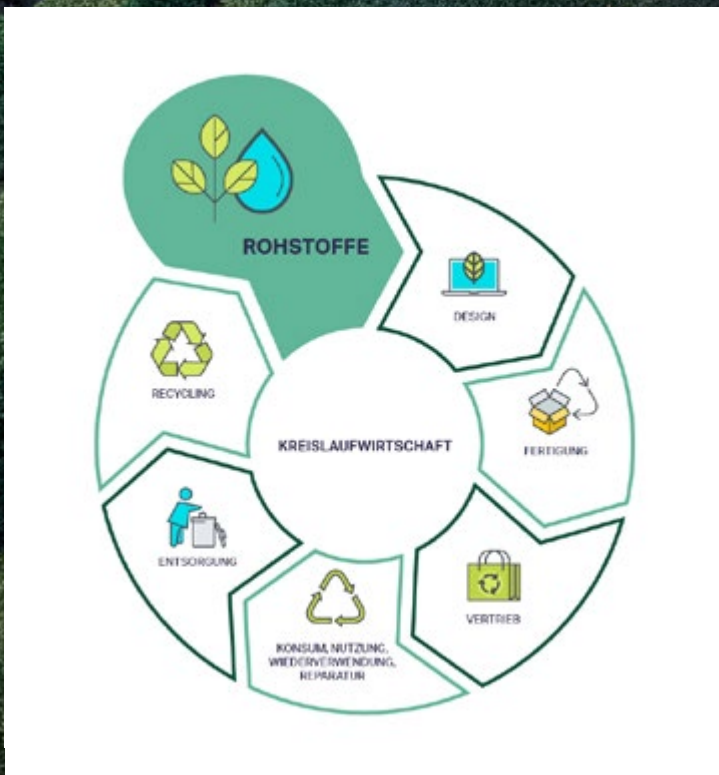 ROHSTOFFE
DESIGN
FERTIGUNG
VERTRIEB
KONSUM, NUTZUNG,
WIEDERVERWENDUNG,
REPARATUR
ENTSORGUNG
RECYCLING
KREISLAUFWIRTSCHAFT